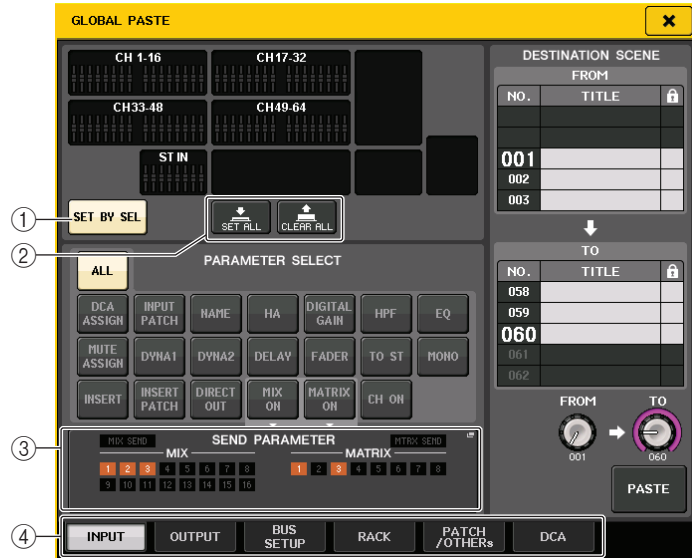 GLOBAL PASTE
×
CH 1-16
CH17-32
CH33-48
CH49-64
ST IN
① SET BY SEL
② SET ALL
CLEAR ALL
ALL
PARAMETER SELECT
DCA ASSIGN
INPUT PATCH
NAME
HA
DIGITAL GAIN
HPF
EQ
MUTE ASSIGN
DYNA1
DYNA2
DELAY
FADER
TO ST
MONO
INSERT
INSERT PATCH
DIRECT OUT
MIX ON
MATRIX ON
CH ON
③
MIX SEND
SEND PARAMETER
MTRX SEND
MIX
MATRIX
1 2 3 4 5 6 7 8
9 10 11 12 13 14 15 16
1 2 3 4 5 6 7 8
④ INPUT
OUTPUT
BUS SETUP
RACK
PATCH /OTHERs
DCA
DESTINATION SCENE
FROM
NO. TITLE
001
002
003
TO
NO. TITLE
058
059
060
061
062
FROM TO
001 060
PASTE